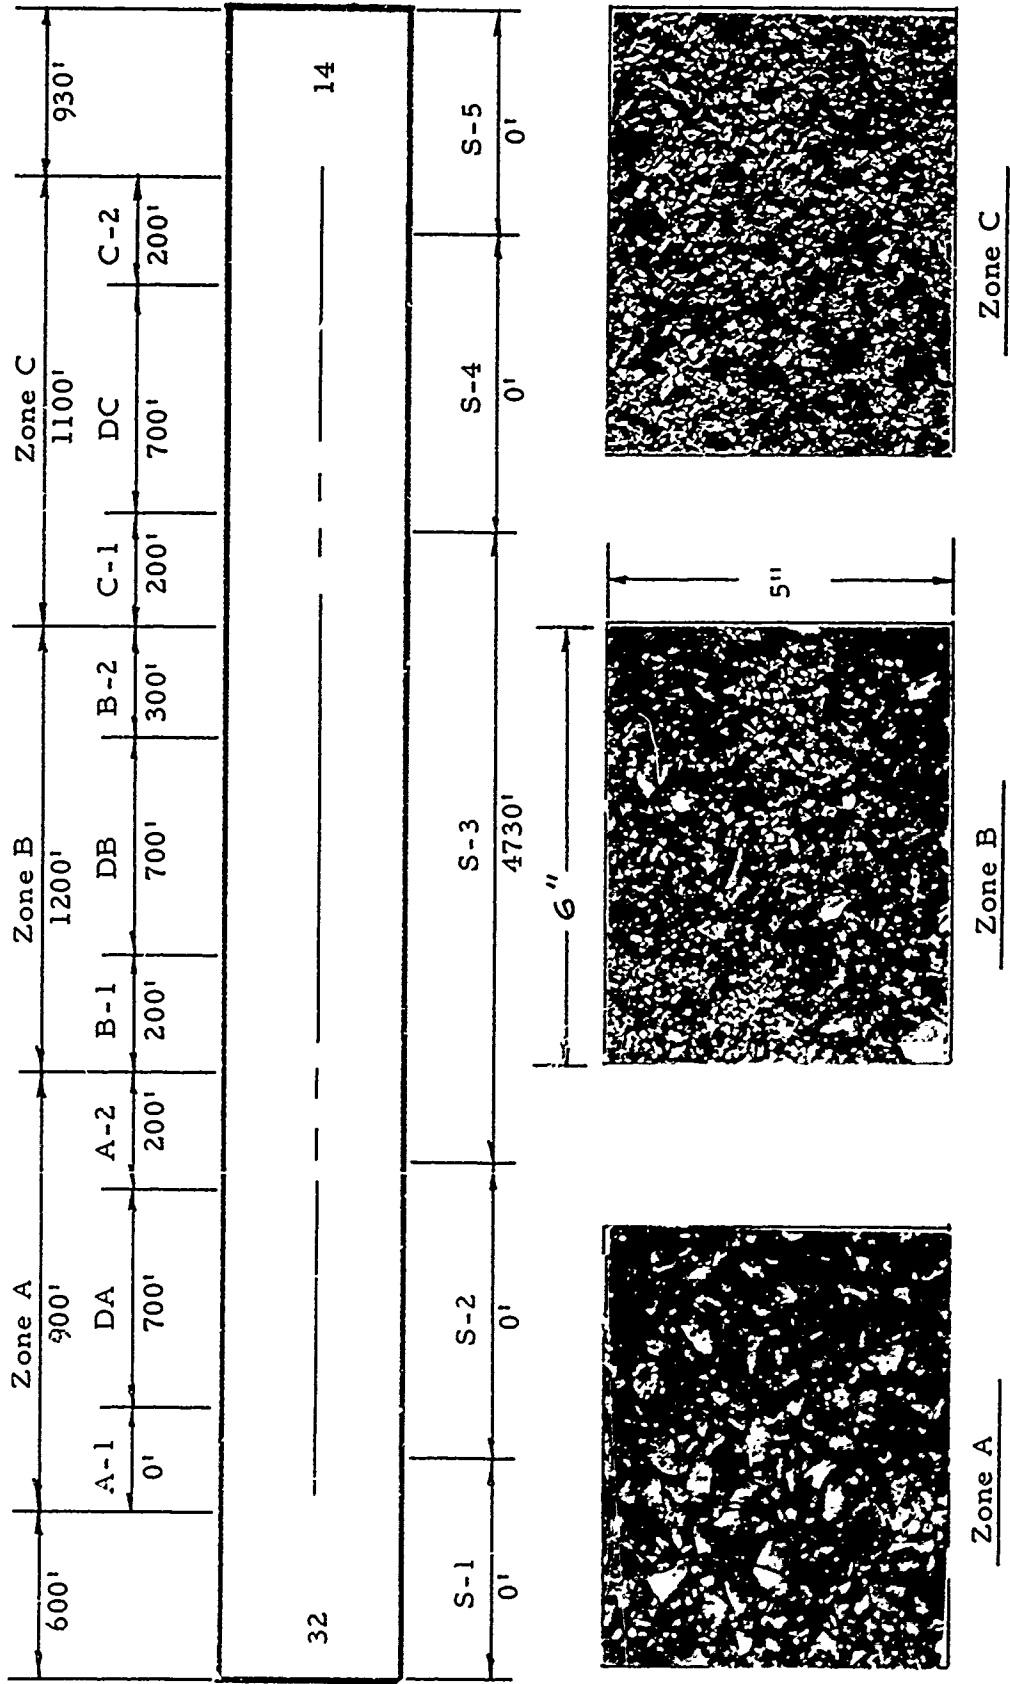 Zone A
Zone B
Zone C
600'
900'
1200'
1100'
930'
A-1
DA
A-2
B-1
DB
B-2
C-1
DC
C-2
0'
700'
200'
200'
700'
300'
200'
700'
200'
32
14
S-1
S-2
S-3
S-4
S-5
0'
0'
4730'
0'
0'
6"
5"
Zone A
Zone B
Zone C